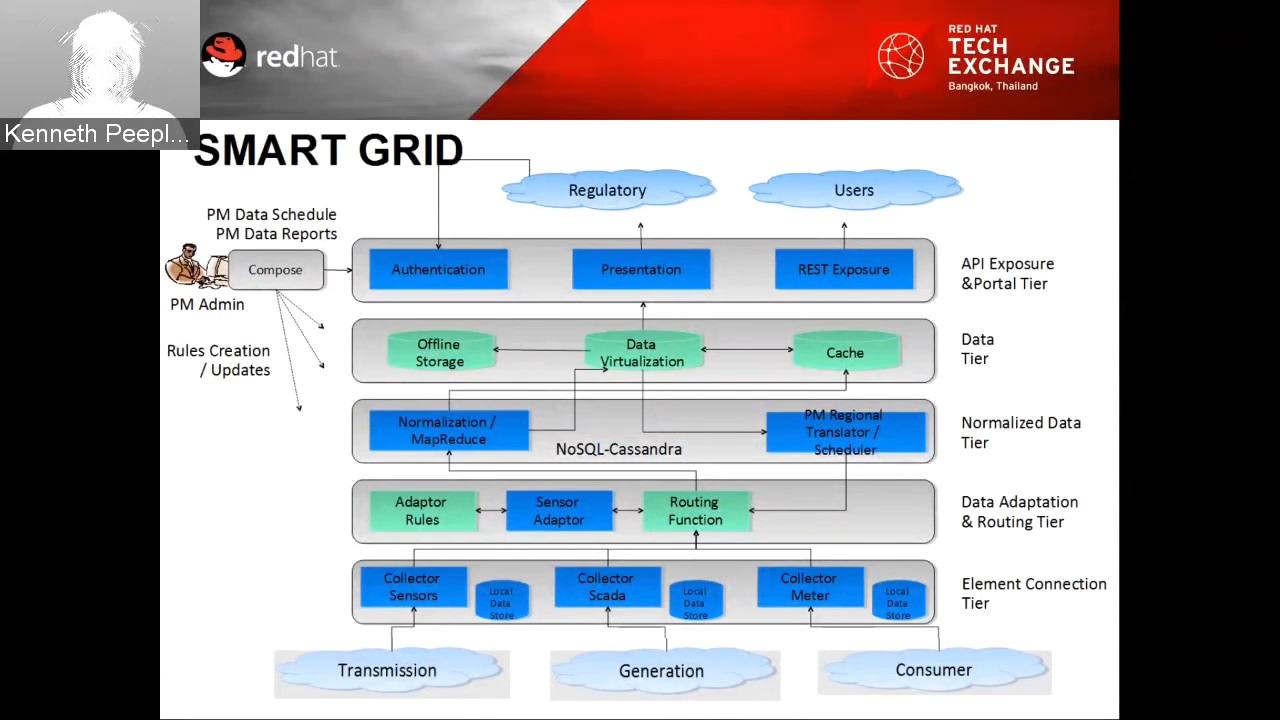 Kenneth Peepl...
redhat.
RED HAT
TECH
EXCHANGE
Bangkok, Thailand
SMART GRID
Regulatory
Users
PM Data Schedule
PM Data Reports
Compose
PM Admin
Rules Creation
/ Updates
Authentication
Presentation
REST Exposure
API Exposure
&Portal Tier
Offline
Storage
Data
Virtualization
Cache
Data
Tier
Normalization /
MapReduce
NoSQL-Cassandra
PM Regional
Translator /
Scheduler
Normalized Data
Tier
Adaptor
Rules
Sensor
Adaptor
Routing
Function
Data Adaptation
& Routing Tier
Collector
Sensors
Local
Data
Store
Collector
Scada
Local
Data
Store
Collector
Meter
Local
Data
Store
Element Connection
Tier
Transmission
Generation
Consumer